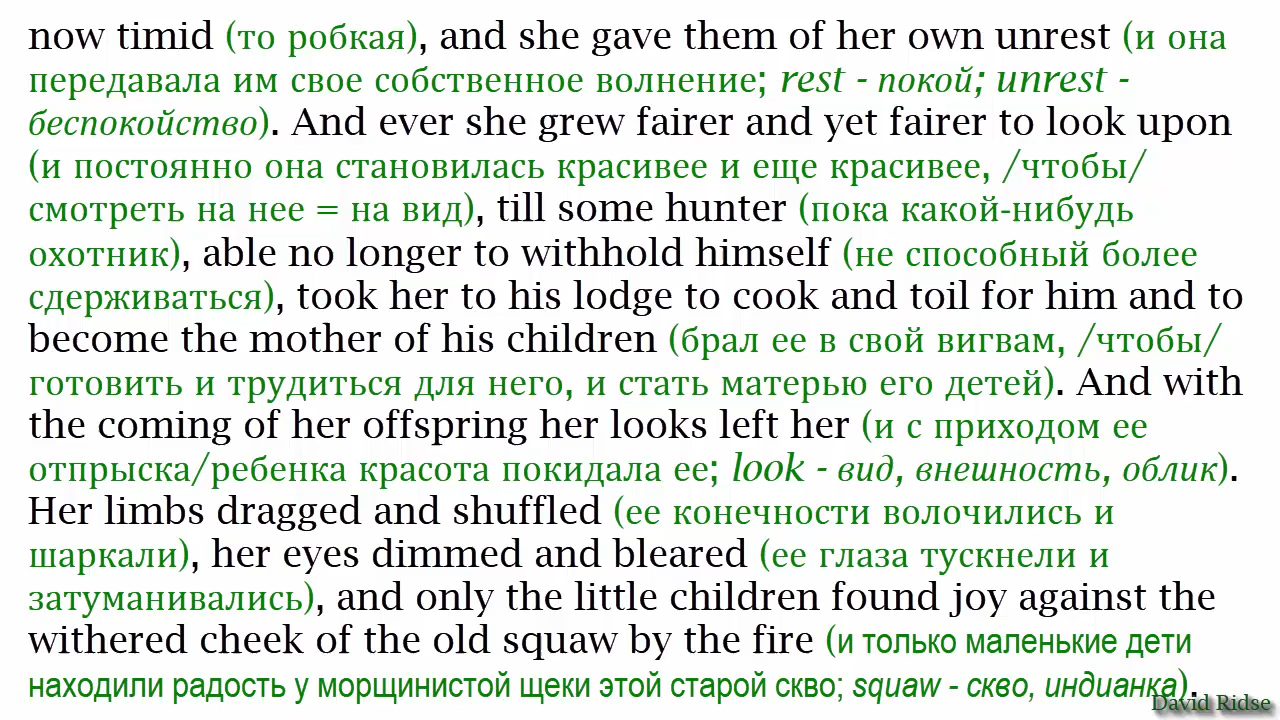 now timid (то робкая), and she gave them of her own unrest (и она
передавала им свое собственное волнение; rest - покой; unrest -
беспокойство). And ever she grew fairer and yet fairer to look upon
(и постоянно она становилась красивее и еще красивее, /чтобы/
смотреть на нее = на вид), till some hunter (пока какой-нибудь
охотник), able no longer to withhold himself (не способный более
сдерживаться), took her to his lodge to cook and toil for him and to
become the mother of his children (брал ее в свой вигвам, /чтобы/
готовить и трудиться для него, и стать матерью его детей). And with
the coming of her offspring her looks left her (и с приходом ее
отпрыска/ребенка красота покидала ее; look - вид, внешность, облик).
Her limbs dragged and shuffled (ее конечности волочились и
шаркали), her eyes dimmed and bleared (ее глаза тускнели и
затуманивались), and only the little children found joy against the
withered cheek of the old squaw by the fire (и только маленькие дети
находили радость у морщинистой щеки этой старой скво; squaw - скво, индианка).
David Ridse